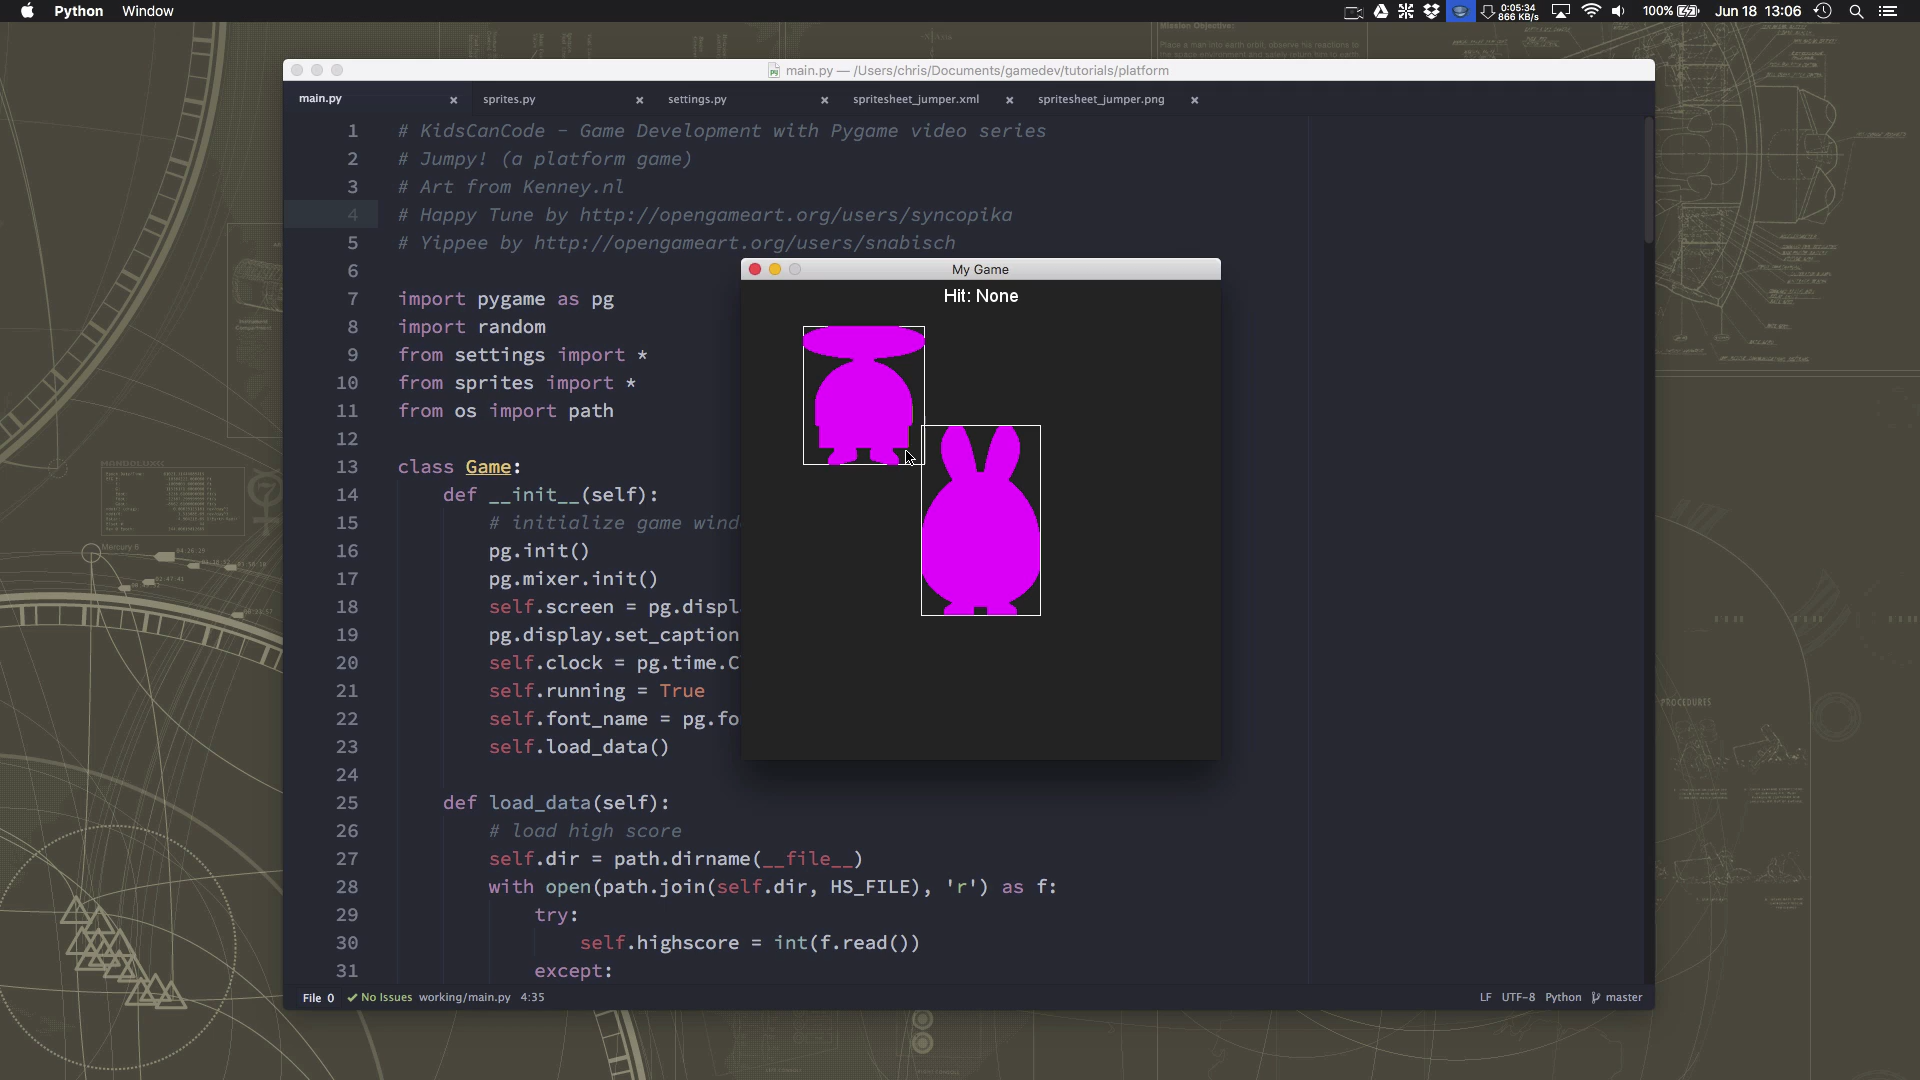 Python Window
0:05:34
866 KB/s
100%
Jun 18 13:06
main.py — /Users/chris/Documents/gamedev/tutorials/platform
main.py × sprites.py × settings.py × spritesheet_jumper.xml × spritesheet_jumper.png ×
1 # KidsCanCode - Game Development with Pygame video series
2 # Jumpy! (a platform game)
3 # Art from Kenney.nl
4 # Happy Tune by http://opengameart.org/users/syncopika
5 # Yippee by http://opengameart.org/users/snabisch
6
7 import pygame as pg
8 import random
9 from settings import *
10 from sprites import *
11 from os import path
12
13 class Game:
14 def __init__(self):
15 # initialize game wind
16 pg.init()
17 pg.mixer.init()
18 self.screen = pg.displ
19 pg.display.set_caption
20 self.clock = pg.time.C
21 self.running = True
22 self.font_name = pg.fo
23 self.load_data()
24
25 def load_data(self):
26 # load high score
27 self.dir = path.dirname(__file__)
28 with open(path.join(self.dir, HS_FILE), 'r') as f:
29 try:
30 self.highscore = int(f.read())
31 except:
My Game
Hit: None
File 0 No Issues working/main.py 4:35
LF UTF-8 Python master
Mission Objective:
Mercury 6
PROCEDURES